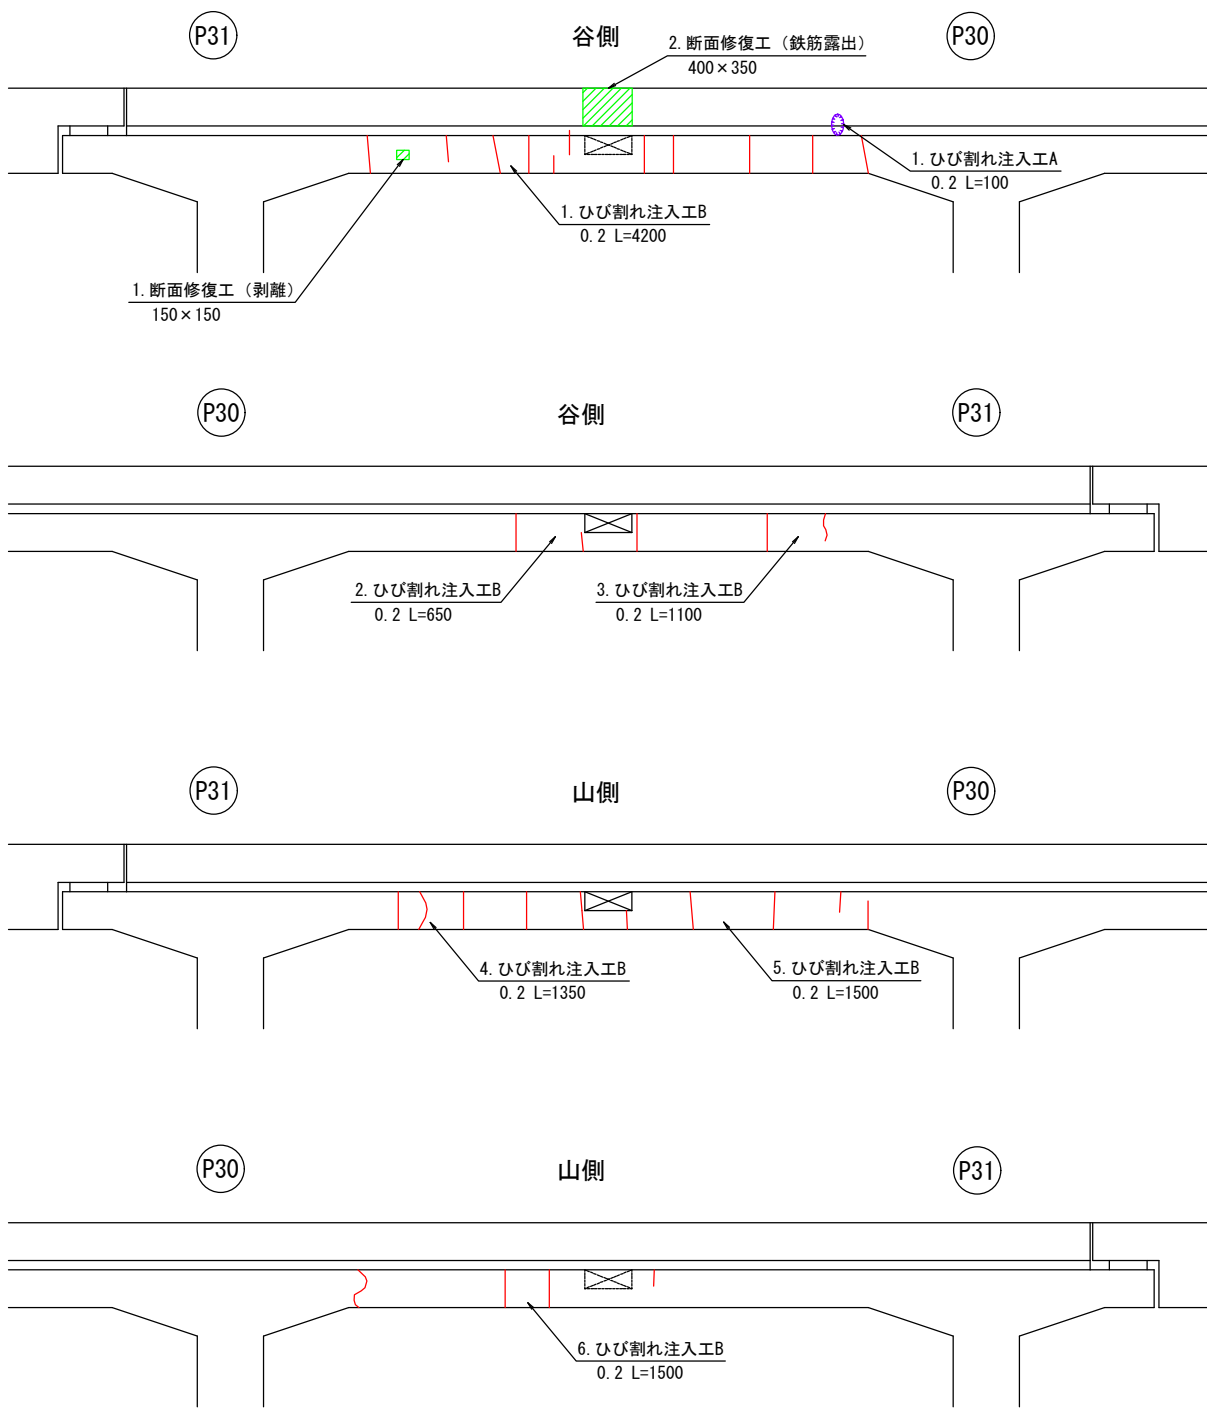 P31
谷側
P30
2. 断面修復工（鉄筋露出）
400×350
1. ひび割れ注入工A
0.2 L=100
1. ひび割れ注入工B
0.2 L=4200
1. 断面修復工（剥離）
150×150
P30
谷側
P31
2. ひび割れ注入工B
0.2 L=650
3. ひび割れ注入工B
0.2 L=1100
P31
山側
P30
4. ひび割れ注入工B
0.2 L=1350
5. ひび割れ注入工B
0.2 L=1500
P30
山側
P31
6. ひび割れ注入工B
0.2 L=1500